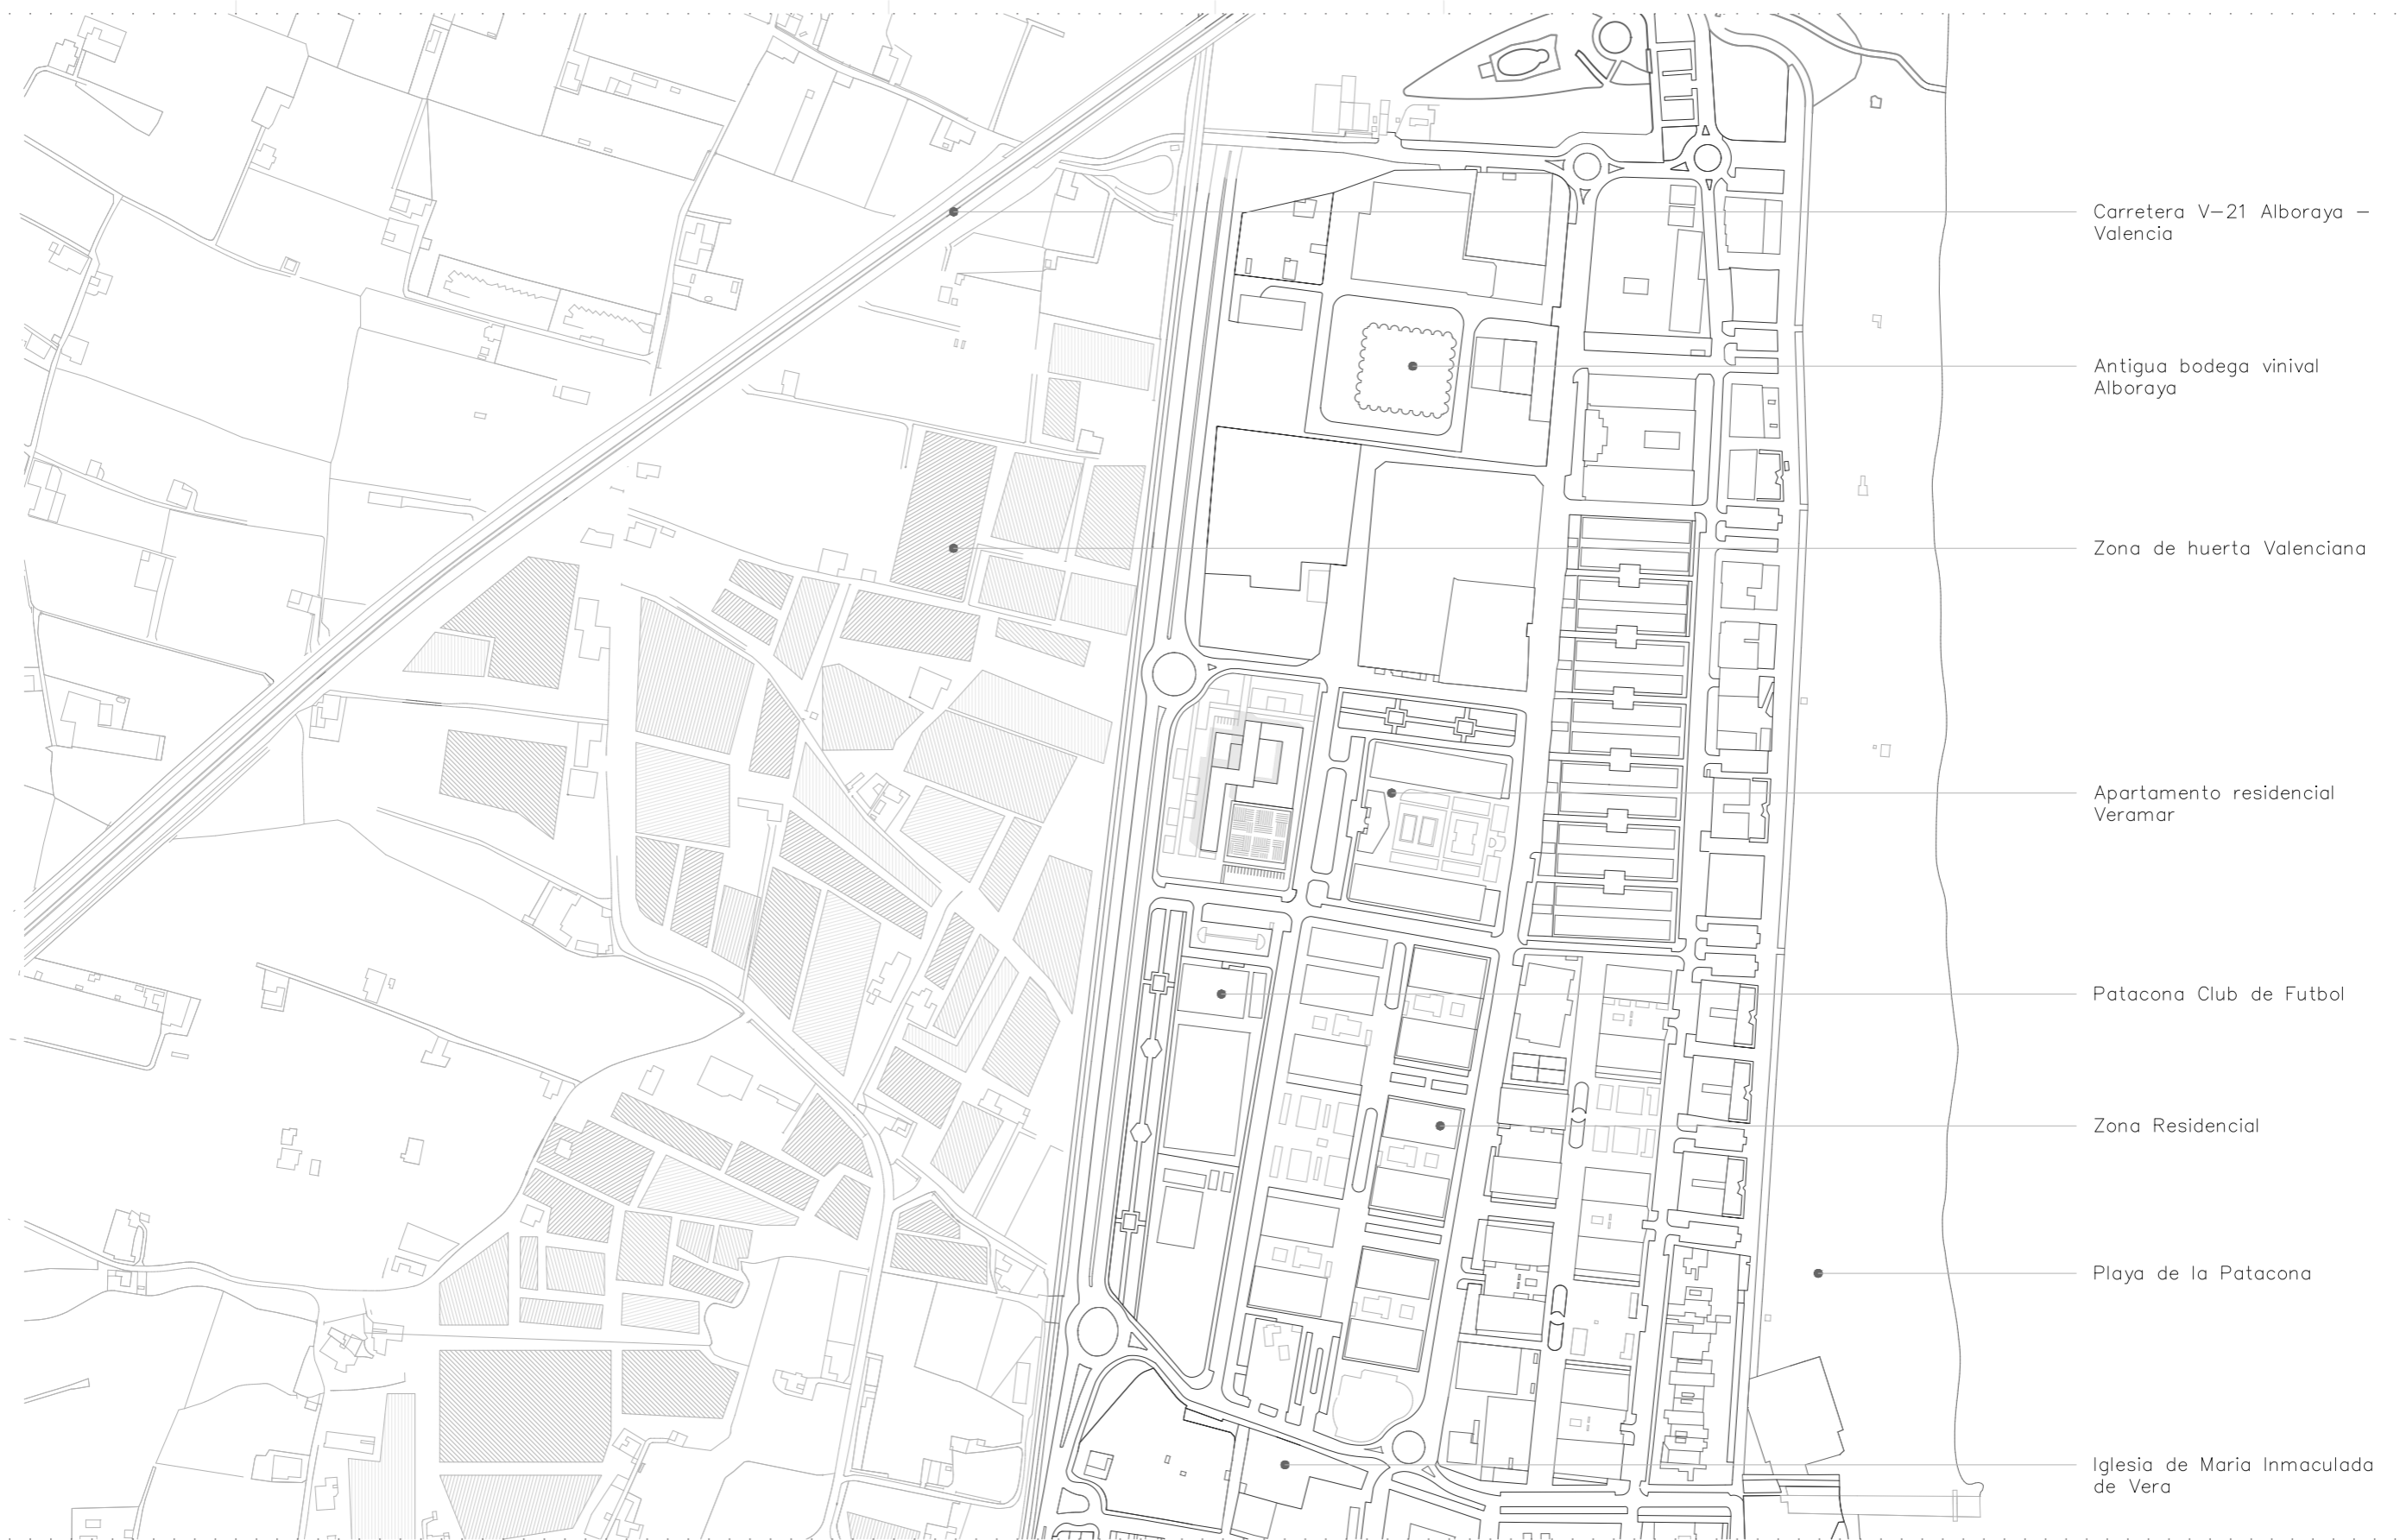 Carretera V-21 Alboraya -
Valencia
Antigua bodega vinival
Alboraya
Zona de huerta Valenciana
Apartamento residencial
Veramar
Patacona Club de Futbol
Zona Residencial
Playa de la Patacona
Iglesia de Maria Inmaculada
de Vera